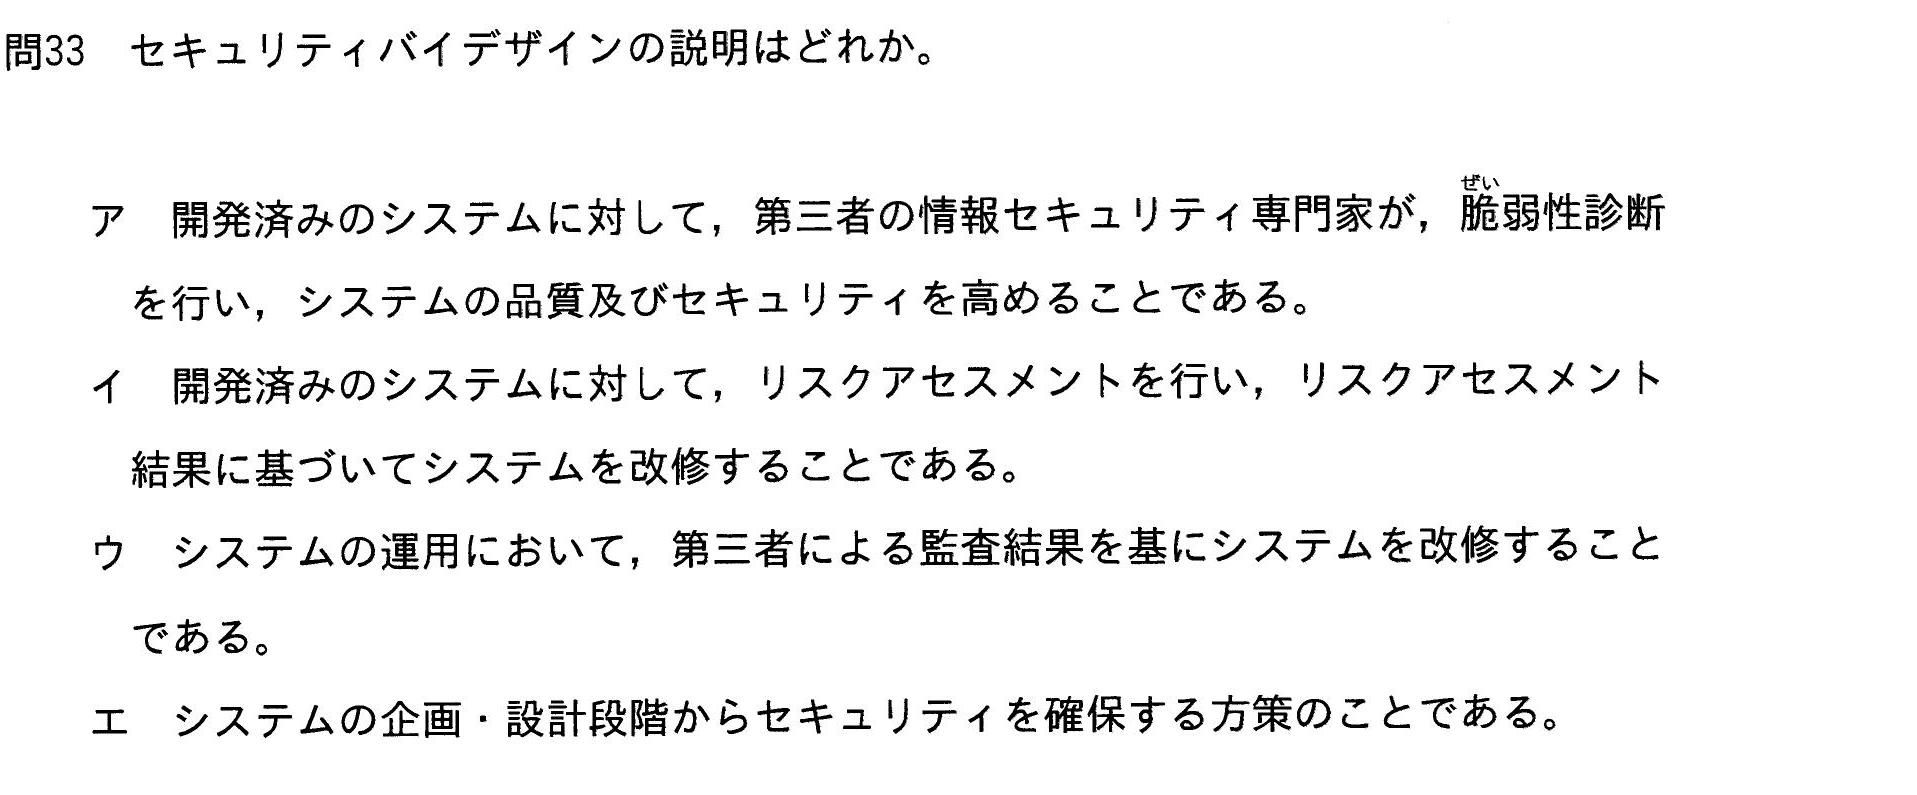 問33　セキュリティバイデザインの説明はどれか。
ア　開発済みのシステムに対して，第三者の情報セキュリティ専門家が，脆弱性診断
ぜい
を行い，システムの品質及びセキュリティを高めることである。
イ　開発済みのシステムに対して，リスクアセスメントを行い，リスクアセスメント
結果に基づいてシステムを改修することである。
ウ　システムの運用において，第三者による監査結果を基にシステムを改修すること
である。
エ　システムの企画・設計段階からセキュリティを確保する方策のことである。